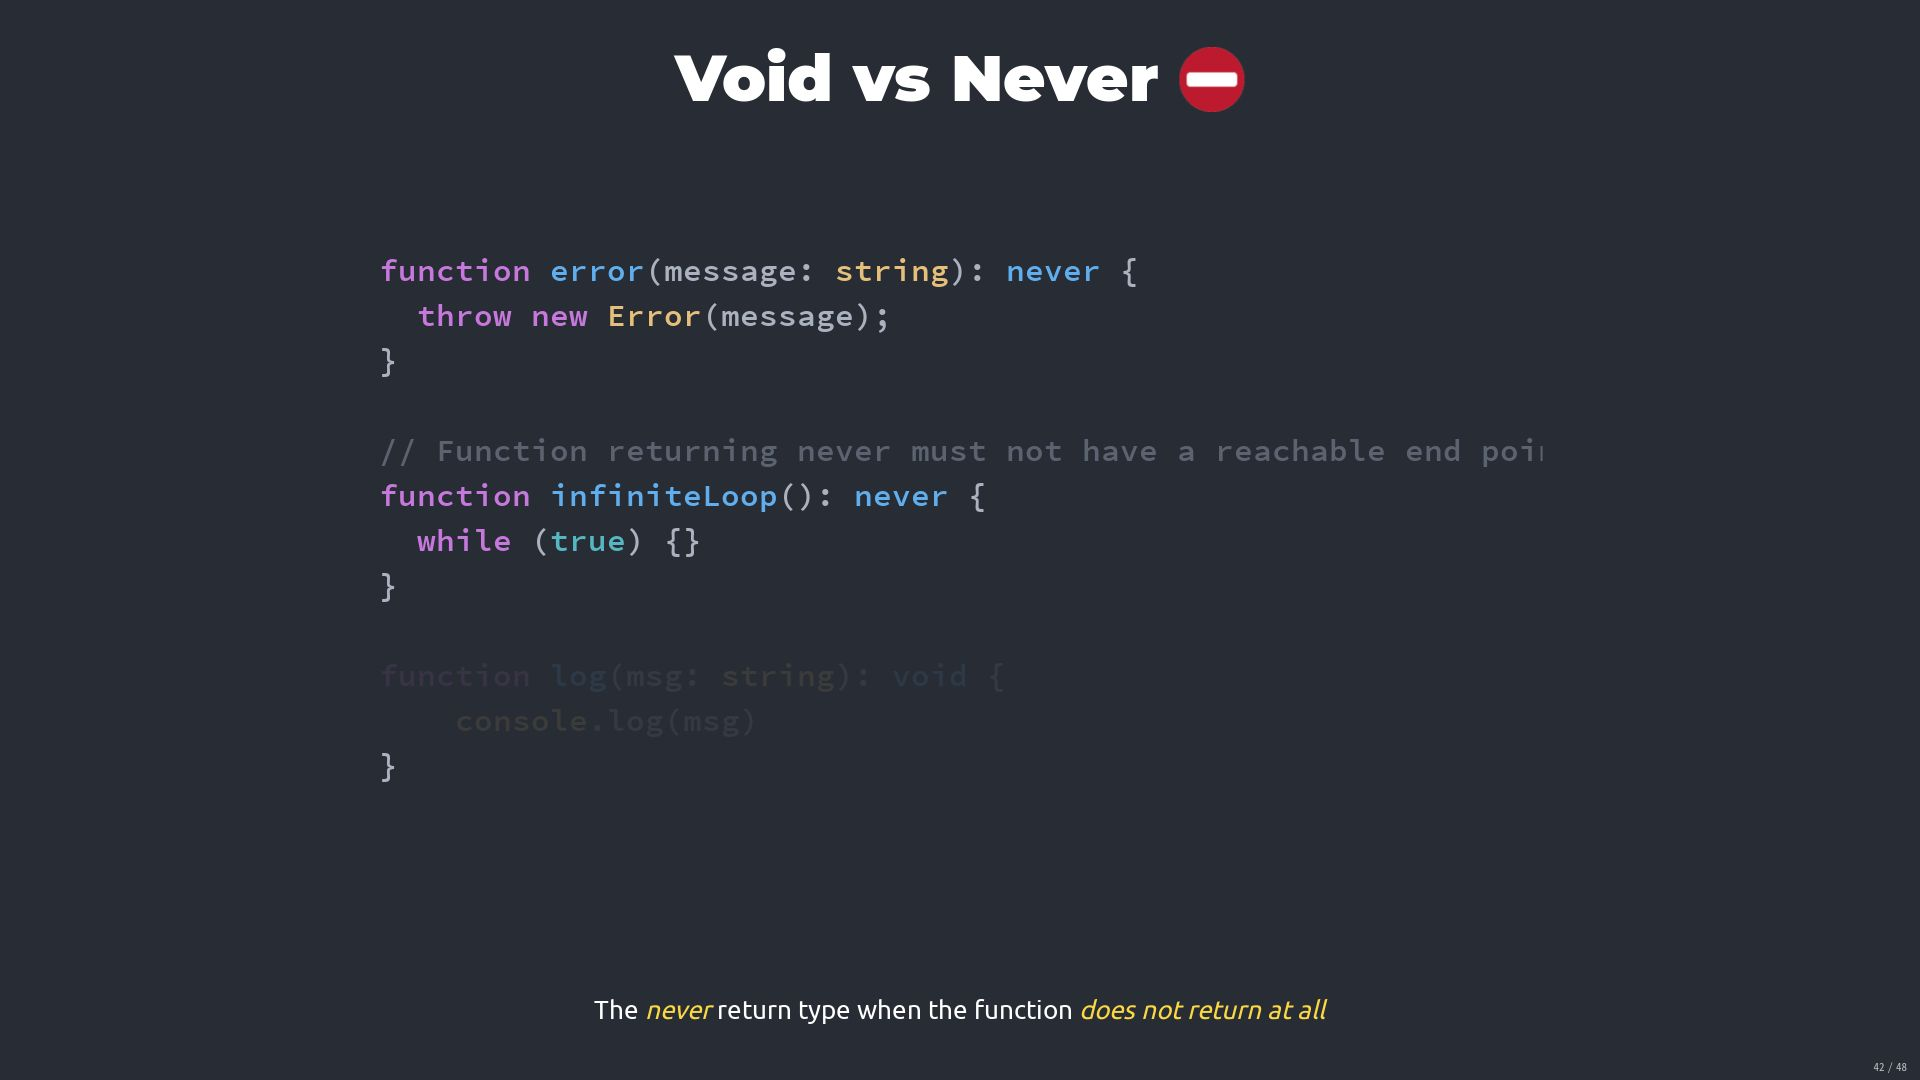 Void vs Never ⛔
function error(message: string): never {
  throw new Error(message);
}
// Function returning never must not have a reachable end poi
function infiniteLoop(): never {
  while (true) {}
}
function log(msg: string): void {
    console.log(msg)
}
The never return type when the function does not return at all
42 / 48